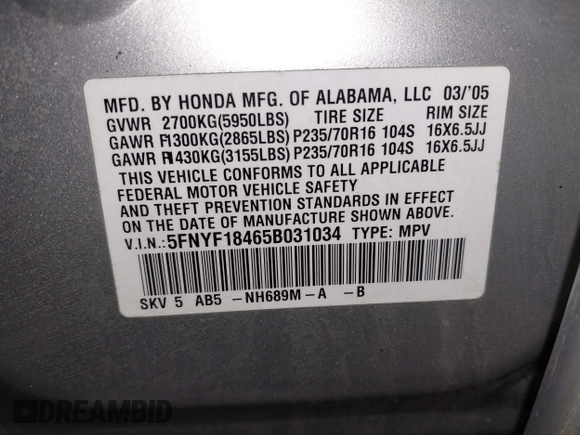 MFD. BY HONDA MFG. OF ALABAMA, LLC 03/'05
GVWR 2700KG(5950LBS) TIRE SIZE RIM SIZE
GAWR F1300KG(2865LBS) P235/70R16 104S 16X6.5JJ
GAWR R1430KG(3155LBS) P235/70R16 104S 16X6.5JJ
THIS VEHICLE CONFORMS TO ALL APPLICABLE
FEDERAL MOTOR VEHICLE SAFETY
AND THEFT PREVENTION STANDARDS IN EFFECT
ON THE DATE OF MANUFACTURE SHOWN ABOVE.
V.I.N.: 5FNYF18465B031034 TYPE: MPV
SKV 5 AB5 -NH689M-A -B
DREAMBID